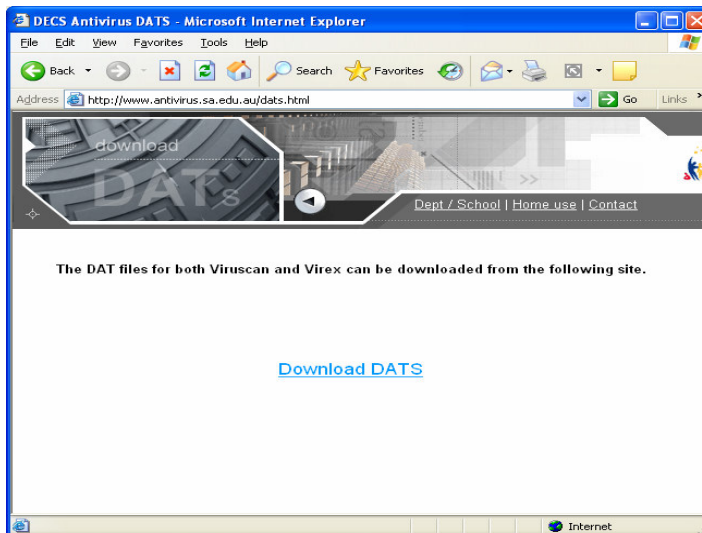 DECS Antivirus DATS - Microsoft Internet Explorer
File Edit View Favorites Tools Help
Back Search Favorites
Address http://www.antivirus.sa.edu.au/dats.html Go Links »
download
DATs
>>
Dept / School | Home use | Contact
The DAT files for both Viruscan and Virex can be downloaded from the following site.
Download DATS
Internet